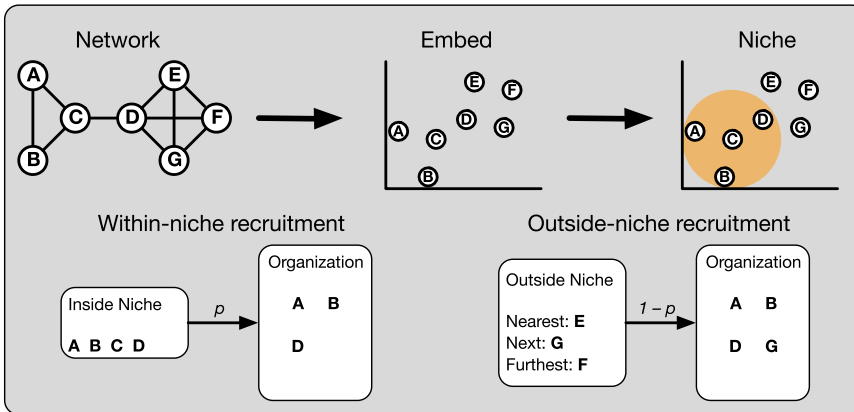 Network
Embed
Niche
A
E
C
D
F
B
G
E
F
D
A
C
G
B
E
F
D
A
C
G
B
Within-niche recruitment
Outside-niche recruitment
Inside Niche
A B C D
p
Organization
A B
D
Outside Niche
Nearest: E
Next: G
Furthest: F
1 – p
Organization
A B
D G